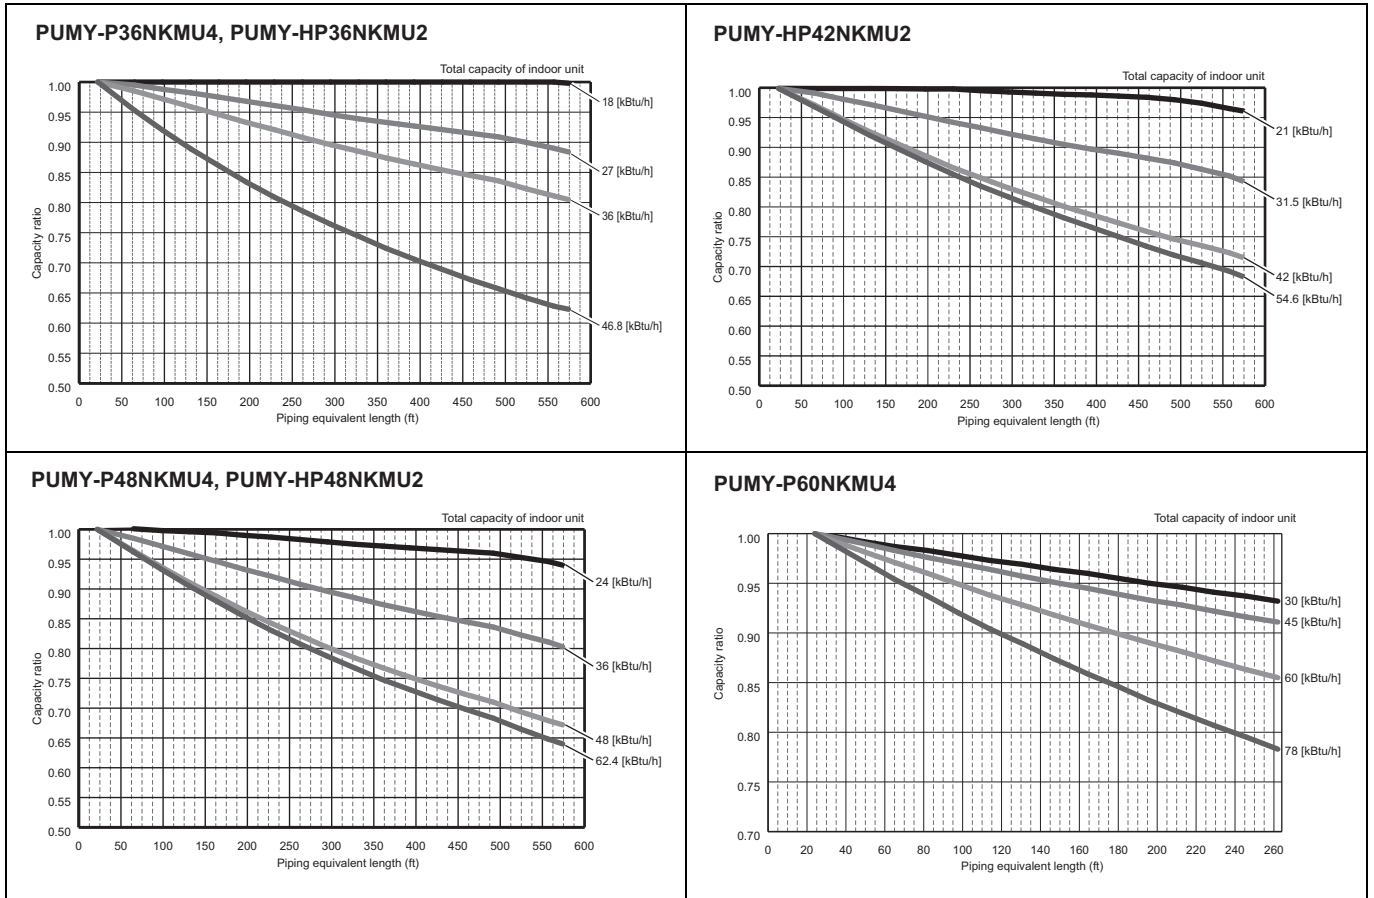 PUMY-P36NKMU4, PUMY-HP36NKMU2
Total capacity of indoor unit
1.00
0.95
0.90
0.85
0.80
0.75
0.70
0.65
0.60
0.55
0.50
Capacity ratio
18 [kBtu/h]
27 [kBtu/h]
36 [kBtu/h]
46.8 [kBtu/h]
0 50 100 150 200 250 300 350 400 450 500 550 600
Piping equivalent length (ft)
PUMY-HP42NKMU2
Total capacity of indoor unit
1.00
0.95
0.90
0.85
0.80
0.75
0.70
0.65
0.60
0.55
0.50
Capacity ratio
21 [kBtu/h]
31.5 [kBtu/h]
42 [kBtu/h]
54.6 [kBtu/h]
0 50 100 150 200 250 300 350 400 450 500 550 600
Piping equivalent length (ft)
PUMY-P48NKMU4, PUMY-HP48NKMU2
Total capacity of indoor unit
1.00
0.95
0.90
0.85
0.80
0.75
0.70
0.65
0.60
0.55
0.50
Capacity ratio
24 [kBtu/h]
36 [kBtu/h]
48 [kBtu/h]
62.4 [kBtu/h]
0 50 100 150 200 250 300 350 400 450 500 550 600
Piping equivalent length (ft)
PUMY-P60NKMU4
Total capacity of indoor unit
1.00
0.95
0.90
0.85
0.80
0.75
0.70
Capacity ratio
30 [kBtu/h]
45 [kBtu/h]
60 [kBtu/h]
78 [kBtu/h]
0 20 40 60 80 100 120 140 160 180 200 220 240 260
Piping equivalent length (ft)